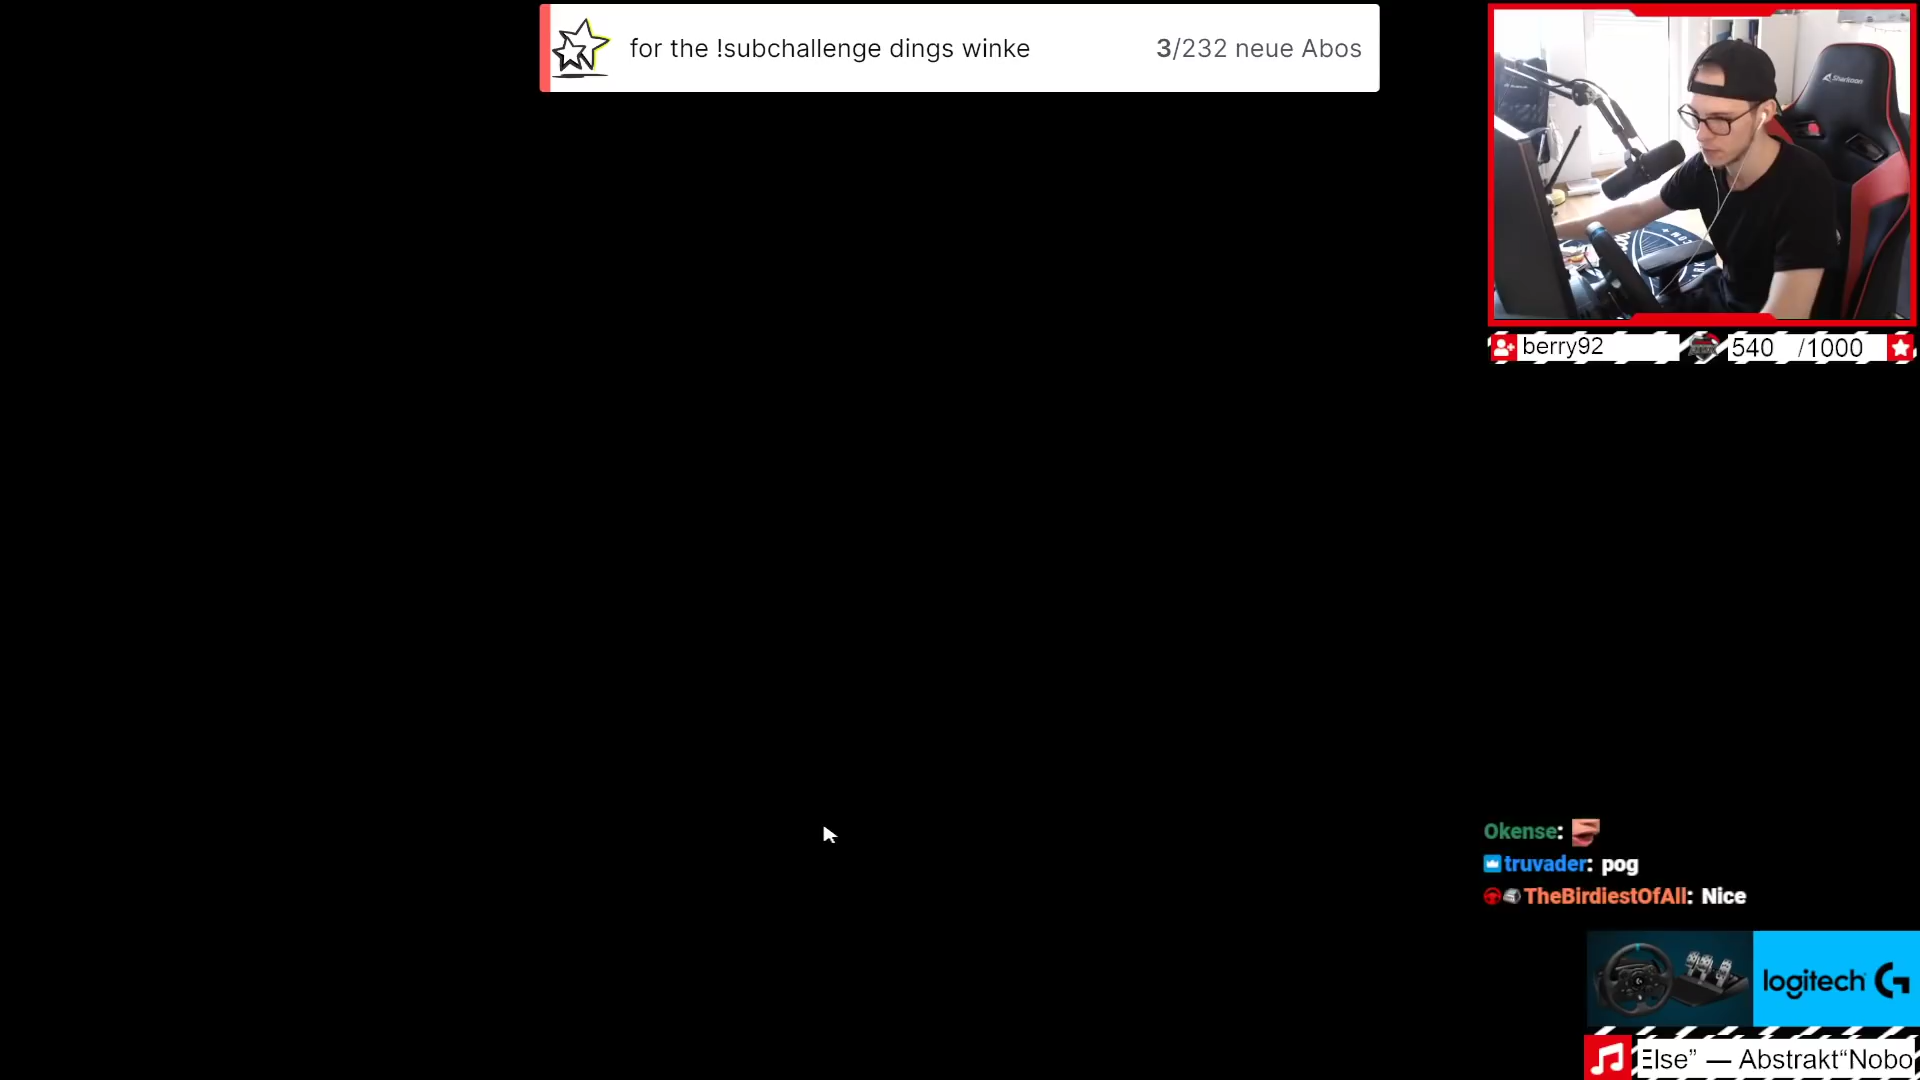 for the !subchallenge dings winke 3/232 neue Abos
Sharkoon
berry92 540 /1000
Okense:
truvader: pog
TheBirdiestOfAll: Nice
logitech G
Else” — Abstrakt“Nobo